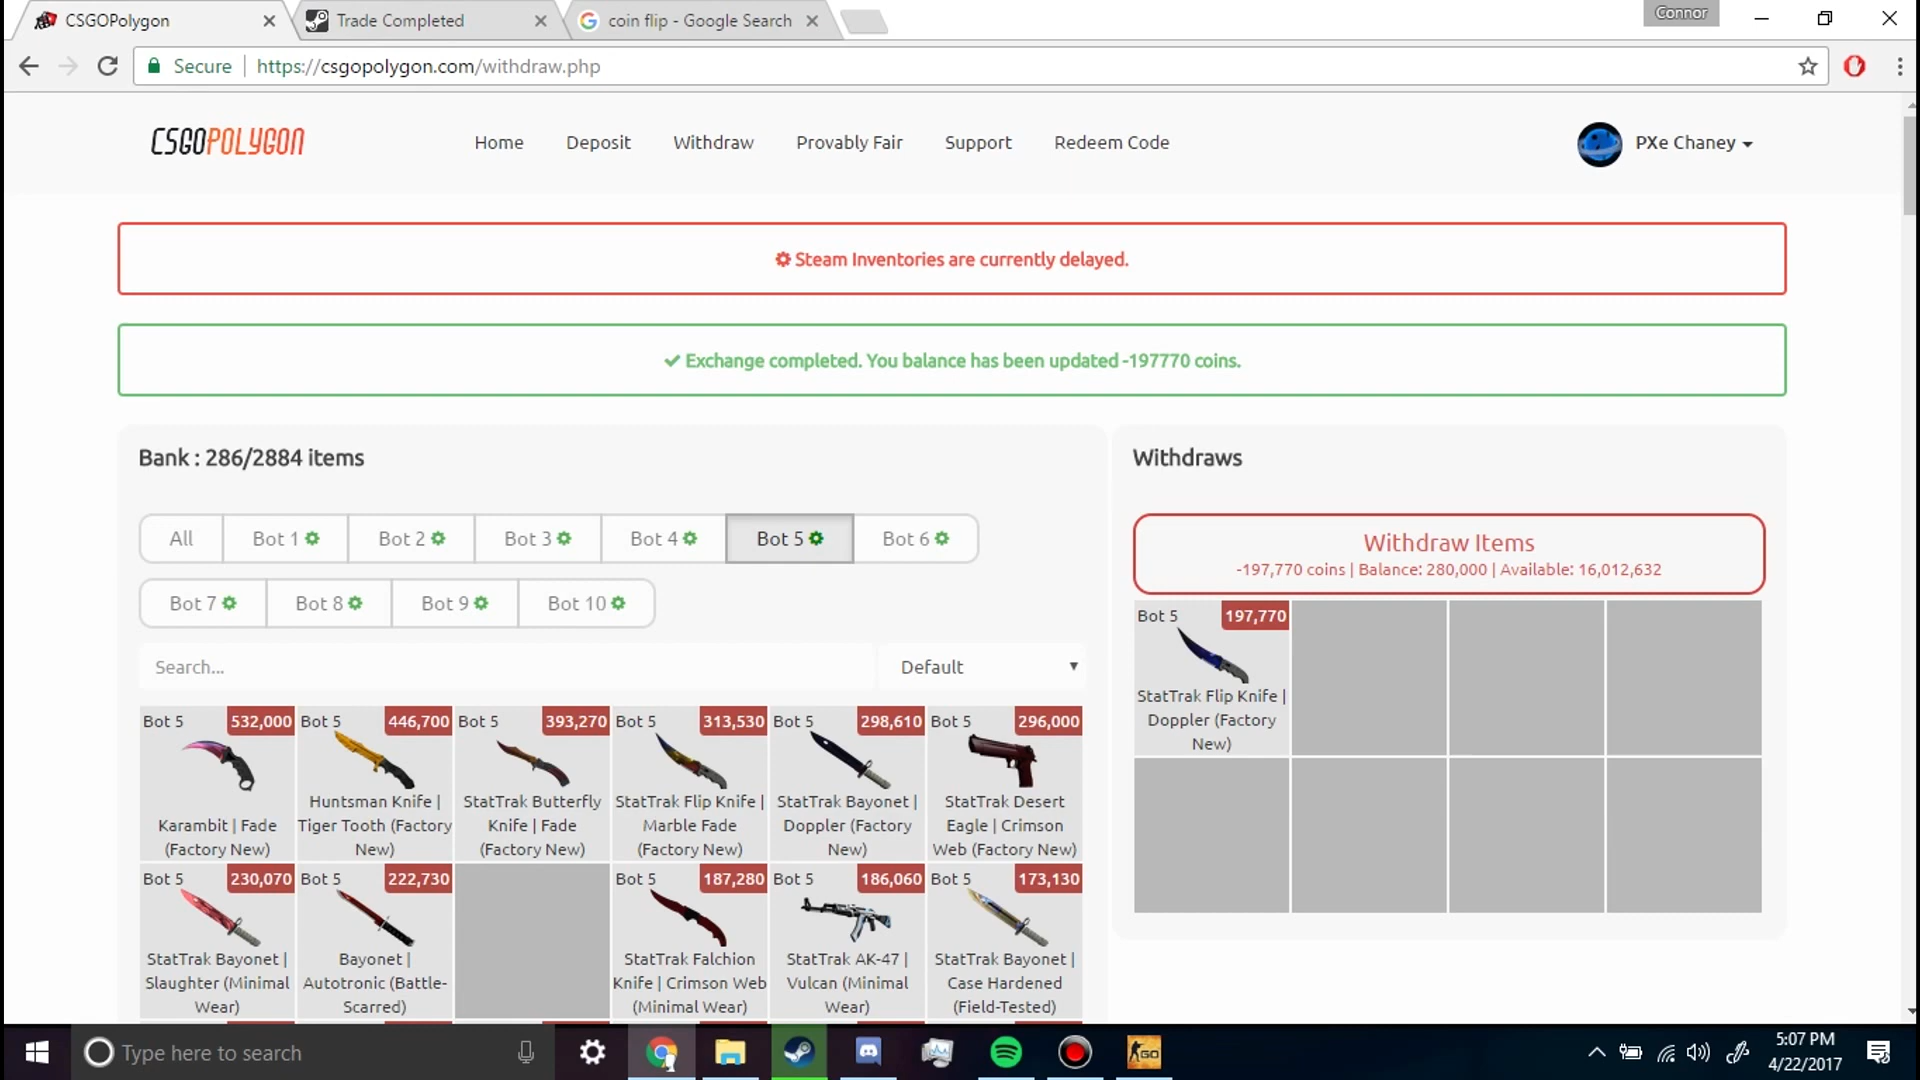 CSGOPolygon
Trade Completed
coin flip - Google Search
Connor
Secure
https://csgopolygon.com/withdraw.php
CSGOPOLYGON
Home
Deposit
Withdraw
Provably Fair
Support
Redeem Code
PXe Chaney
Steam Inventories are currently delayed.
Exchange completed. You balance has been updated -197770 coins.
Bank : 286/2884 items
All
Bot 1
Bot 2
Bot 3
Bot 4
Bot 5
Bot 6
Bot 7
Bot 8
Bot 9
Bot 10
Search...
Default
Bot 5 532,000
Karambit | Fade
(Factory New)
Bot 5 446,700
Huntsman Knife |
Tiger Tooth (Factory
New)
Bot 5 393,270
StatTrak Butterfly
Knife | Fade
(Factory New)
Bot 5 313,530
StatTrak Flip Knife |
Marble Fade
(Factory New)
Bot 5 298,610
StatTrak Bayonet |
Doppler (Factory
New)
Bot 5 296,000
StatTrak Desert
Eagle | Crimson
Web (Factory New)
Bot 5 230,070
StatTrak Bayonet |
Slaughter (Minimal
Wear)
Bot 5 222,730
Bayonet |
Autotronic (Battle-
Scarred)
Bot 5 187,280
StatTrak Falchion
Knife | Crimson Web
(Minimal Wear)
Bot 5 186,060
StatTrak AK-47 |
Vulcan (Minimal
Wear)
Bot 5 173,130
StatTrak Bayonet |
Case Hardened
(Field-Tested)
Withdraws
Withdraw Items
-197,770 coins | Balance: 280,000 | Available: 16,012,632
Bot 5 197,770
StatTrak Flip Knife |
Doppler (Factory
New)
Type here to search
GO
5:07 PM
4/22/2017